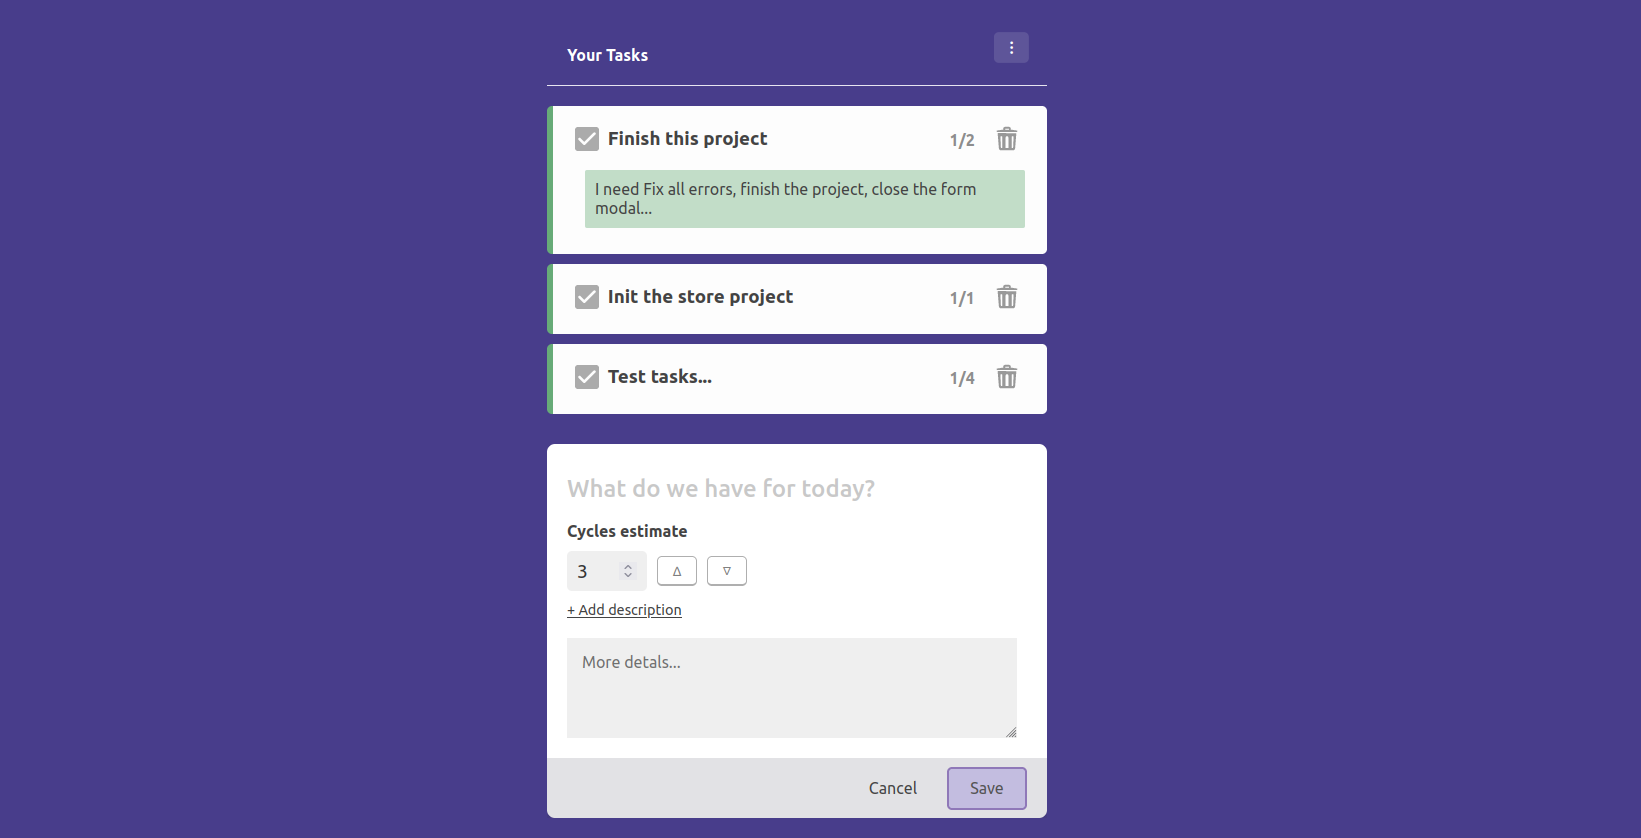 Your Tasks
Finish this project
1/2
I need Fix all errors, finish the project, close the form
modal...
Init the store project
1/1
Test tasks...
1/4
What do we have for today?
Cycles estimate
3
+ Add description
More detals...
Cancel
Save